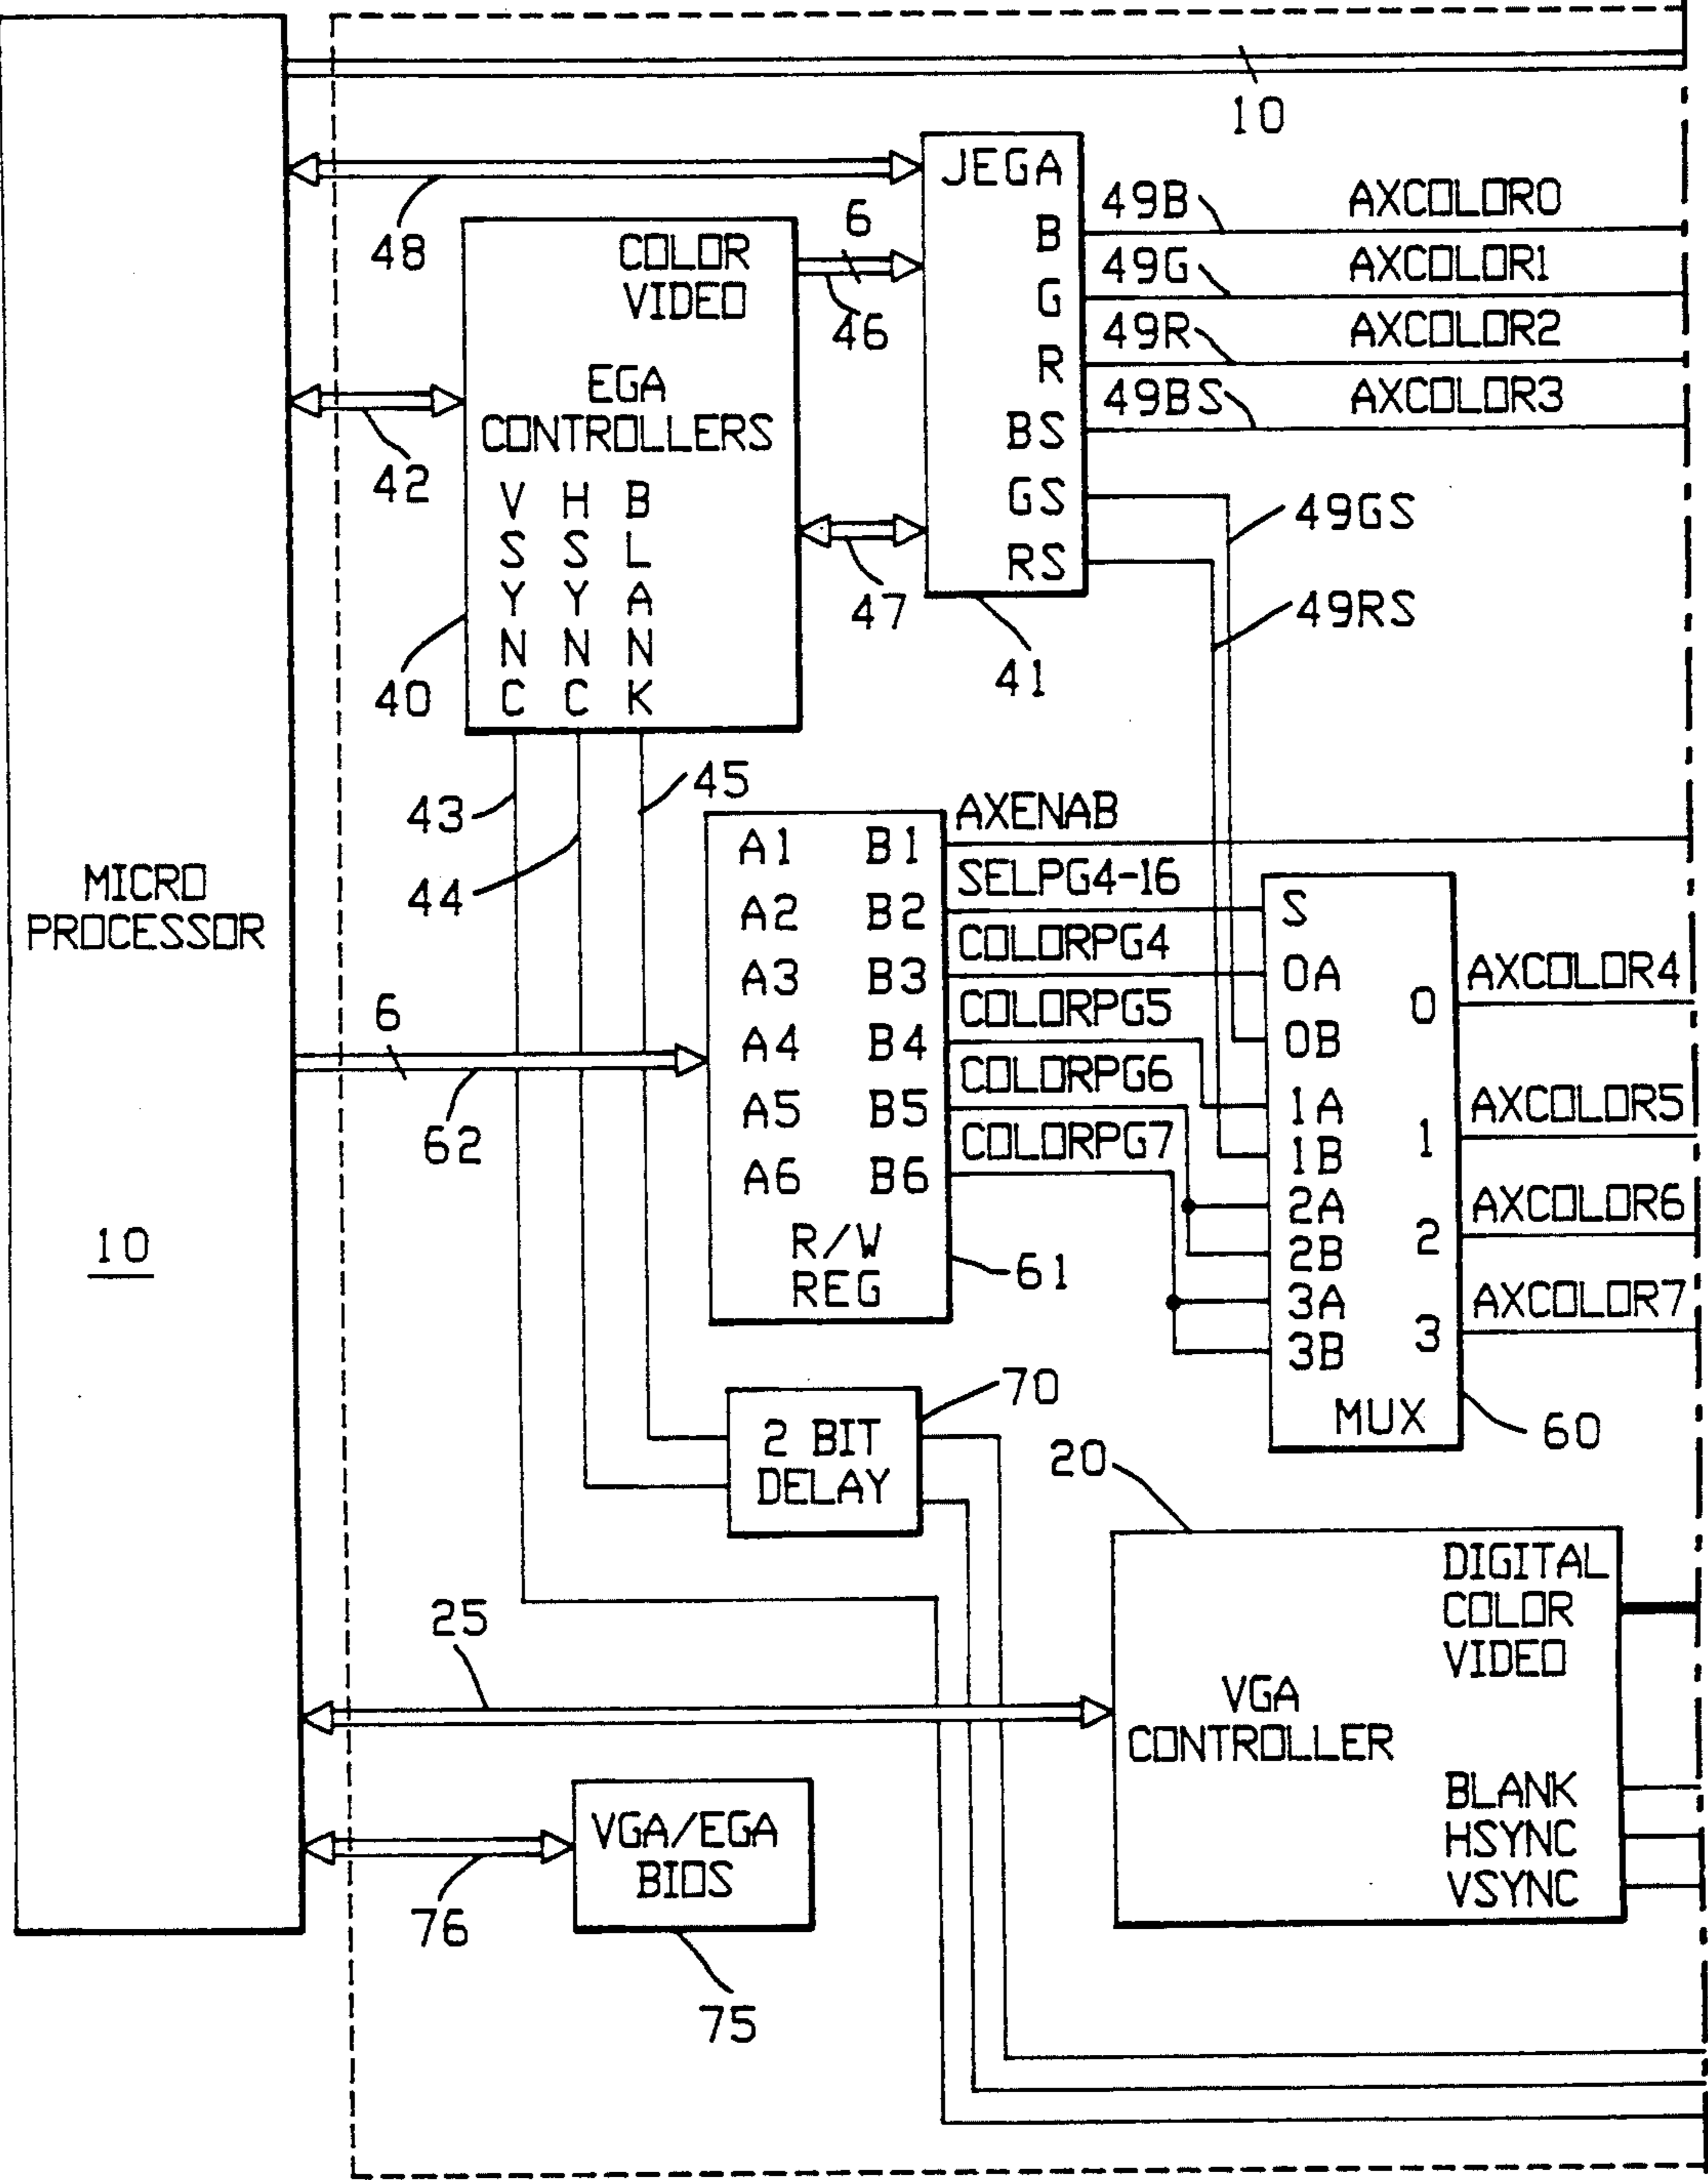 10
JEGA
48
6
COLOR
VIDEO
46
B
G
R
BS
GS
RS
49B
AXCOLOR0
49G
AXCOLOR1
49R
AXCOLOR2
49BS
AXCOLOR3
49GS
49RS
EGA
CONTROLLERS
42
VSYNC
HSYNC
BLANK
40
47
41
43
44
45
MICRO
PROCESSOR
10
6
62
A1
A2
A3
A4
A5
A6
B1
B2
B3
B4
B5
B6
R/W
REG
61
AXENAB
SELPG4-16
COLORPG4
COLORPG5
COLORPG6
COLORPG7
S
0A
0B
1A
1B
2A
2B
3A
3B
0
1
2
3
MUX
60
AXCOLOR4
AXCOLOR5
AXCOLOR6
AXCOLOR7
2 BIT
DELAY
70
20
DIGITAL
COLOR
VIDEO
VGA
CONTROLLER
BLANK
HSYNC
VSYNC
25
VGA/EGA
BIOS
76
75